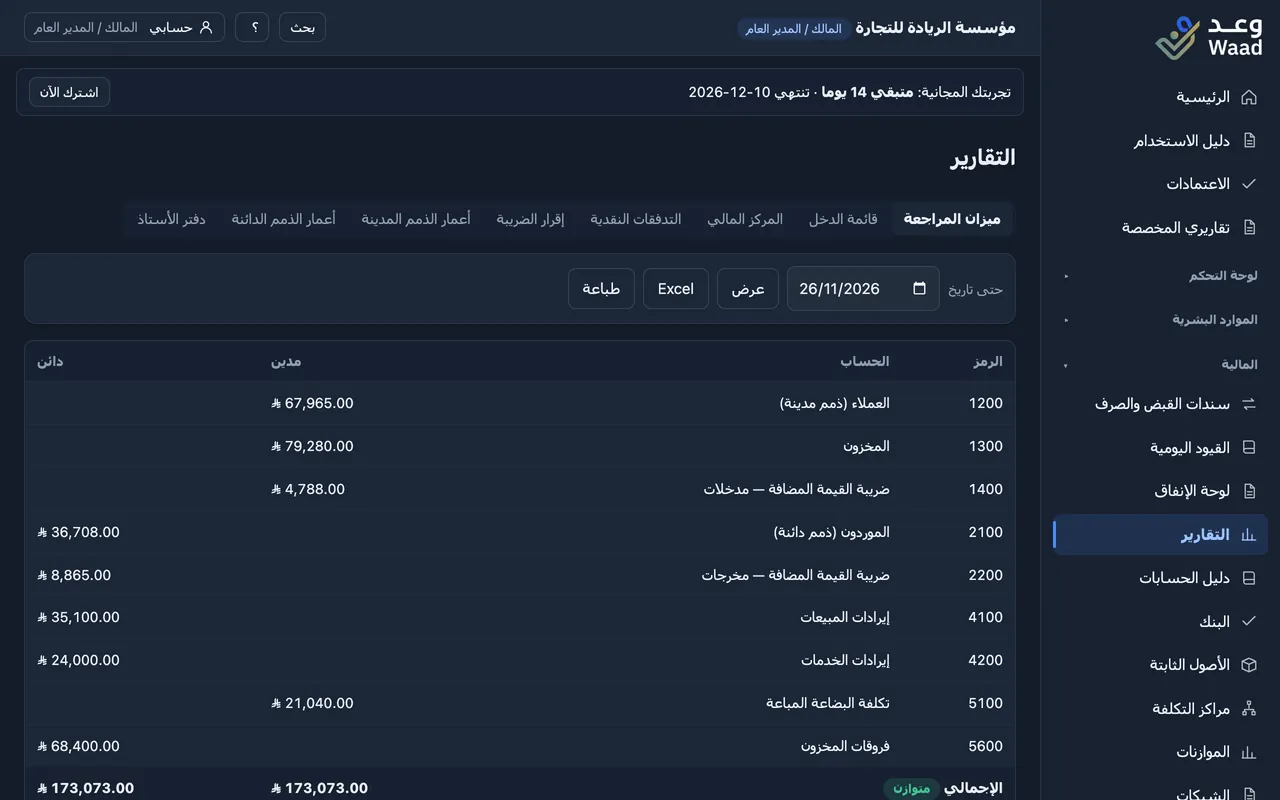 وعد
Waad
الرئيسية
دليل الاستخدام
الاعتمادات
تقاريري المخصصة
لوحة التحكم
الموارد البشرية
المالية
سندات القبض والصرف
القيود اليومية
لوحة الإنفاق
التقارير
دليل الحسابات
البنك
الأصول الثابتة
مراكز التكلفة
الموازنات
الشيكات
مؤسسة الريادة للتجارة المالك / المدير العام
بحث
؟
حسابي المالك / المدير العام
تجربتك المجانية: متبقي 14 يوما · تنتهي 10-12-2026
اشترك الآن
التقارير
ميزان المراجعة قائمة الدخل المركز المالي التدفقات النقدية إقرار الضريبة أعمار الذمم المدينة أعمار الذمم الدائنة دفتر الأستاذ
حتى تاريخ 26/11/2026 عرض Excel طباعة
الرمز الحساب مدين دائن
1200 العملاء (ذمم مدينة) 67,965.00
1300 المخزون 79,280.00
1400 ضريبة القيمة المضافة — مدخلات 4,788.00
2100 الموردون (ذمم دائنة) 36,708.00
2200 ضريبة القيمة المضافة — مخرجات 8,865.00
4100 إيرادات المبيعات 35,100.00
4200 إيرادات الخدمات 24,000.00
5100 تكلفة البضاعة المباعة 21,040.00
5600 فروقات المخزون 68,400.00
الإجمالي متوازن 173,073.00 173,073.00